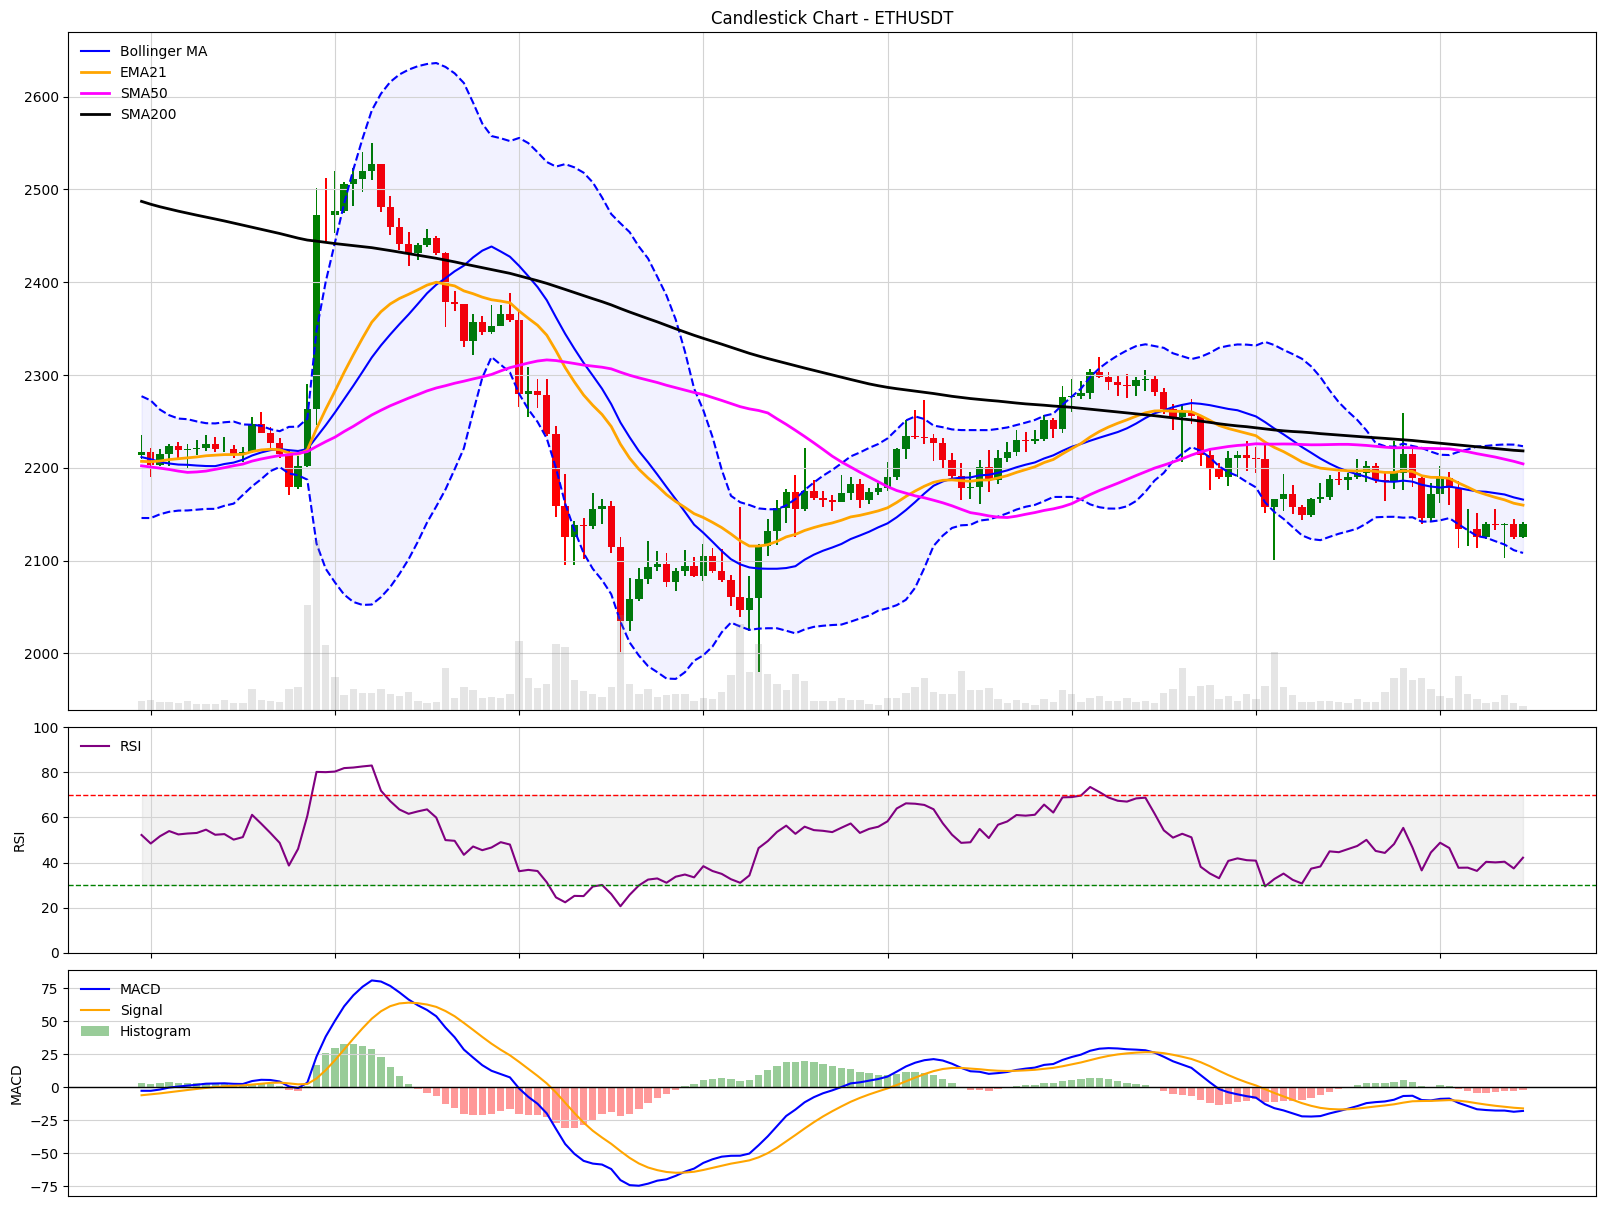 Candlestick Chart - ETHUSDT
Bollinger MA
EMA21
SMA50
SMA200
2600
2500
2400
2300
2200
2100
2000
RSI
100
80
60
40
20
0
RSI
MACD
Signal
Histogram
75
50
25
0
−25
−50
−75
MACD